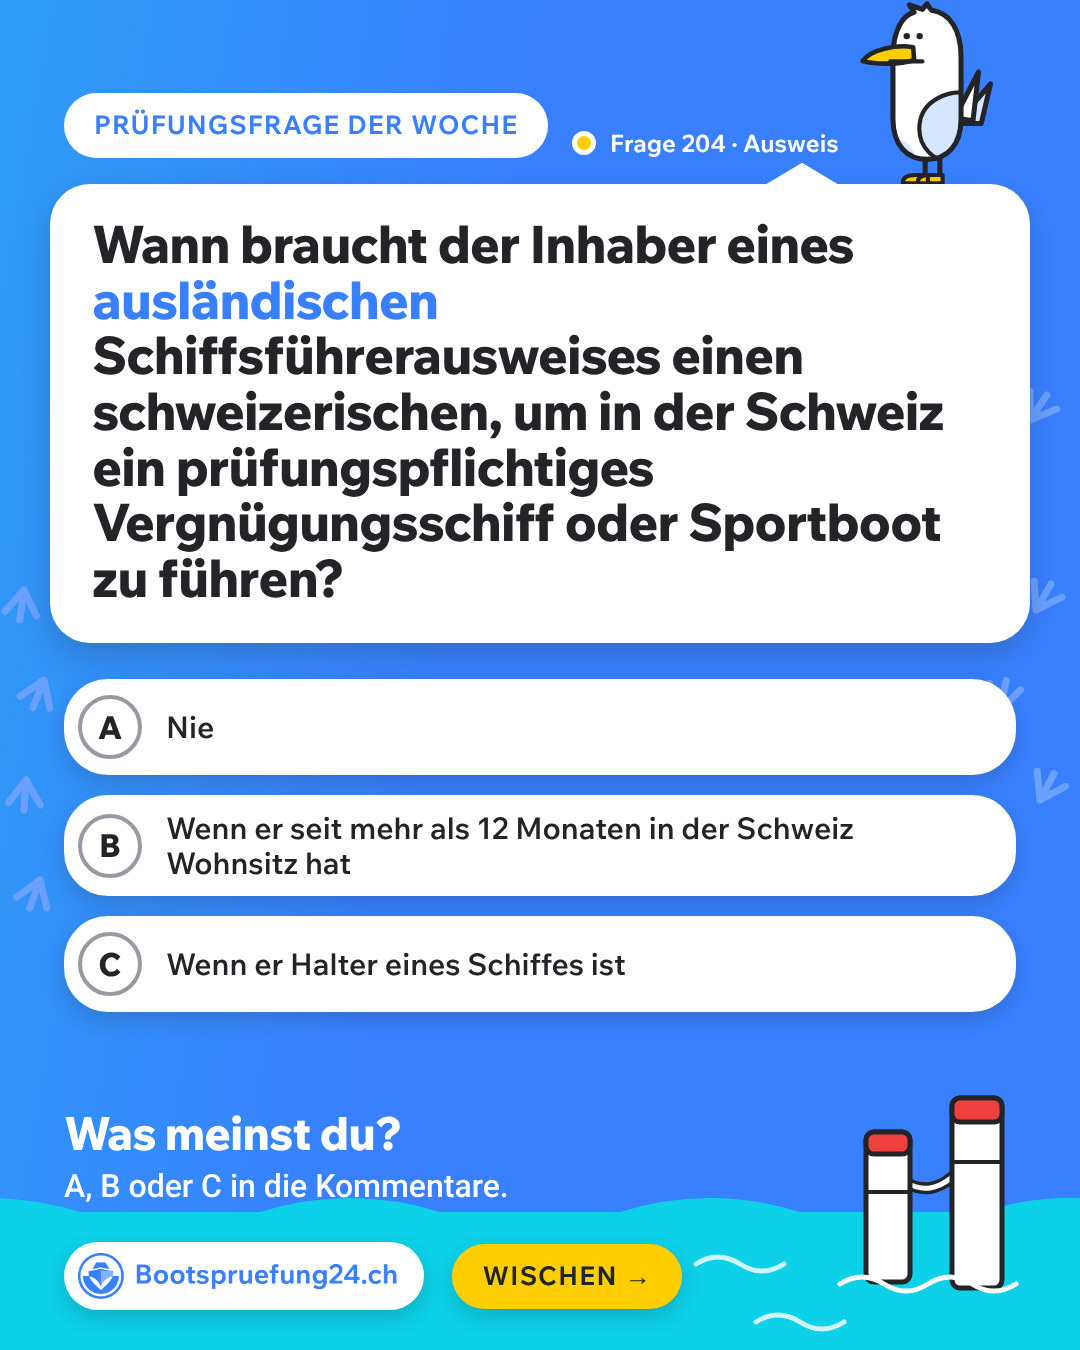 PRÜFUNGSFRAGE DER WOCHE
Frage 204 · Ausweis
Wann braucht der Inhaber eines
ausländischen
Schiffsführerausweises einen
schweizerischen, um in der Schweiz
ein prüfungspflichtiges
Vergnügungsschiff oder Sportboot
zu führen?
A Nie
B Wenn er seit mehr als 12 Monaten in der Schweiz
Wohnsitz hat
C Wenn er Halter eines Schiffes ist
Was meinst du?
A, B oder C in die Kommentare.
Bootspruefung24.ch
WISCHEN →